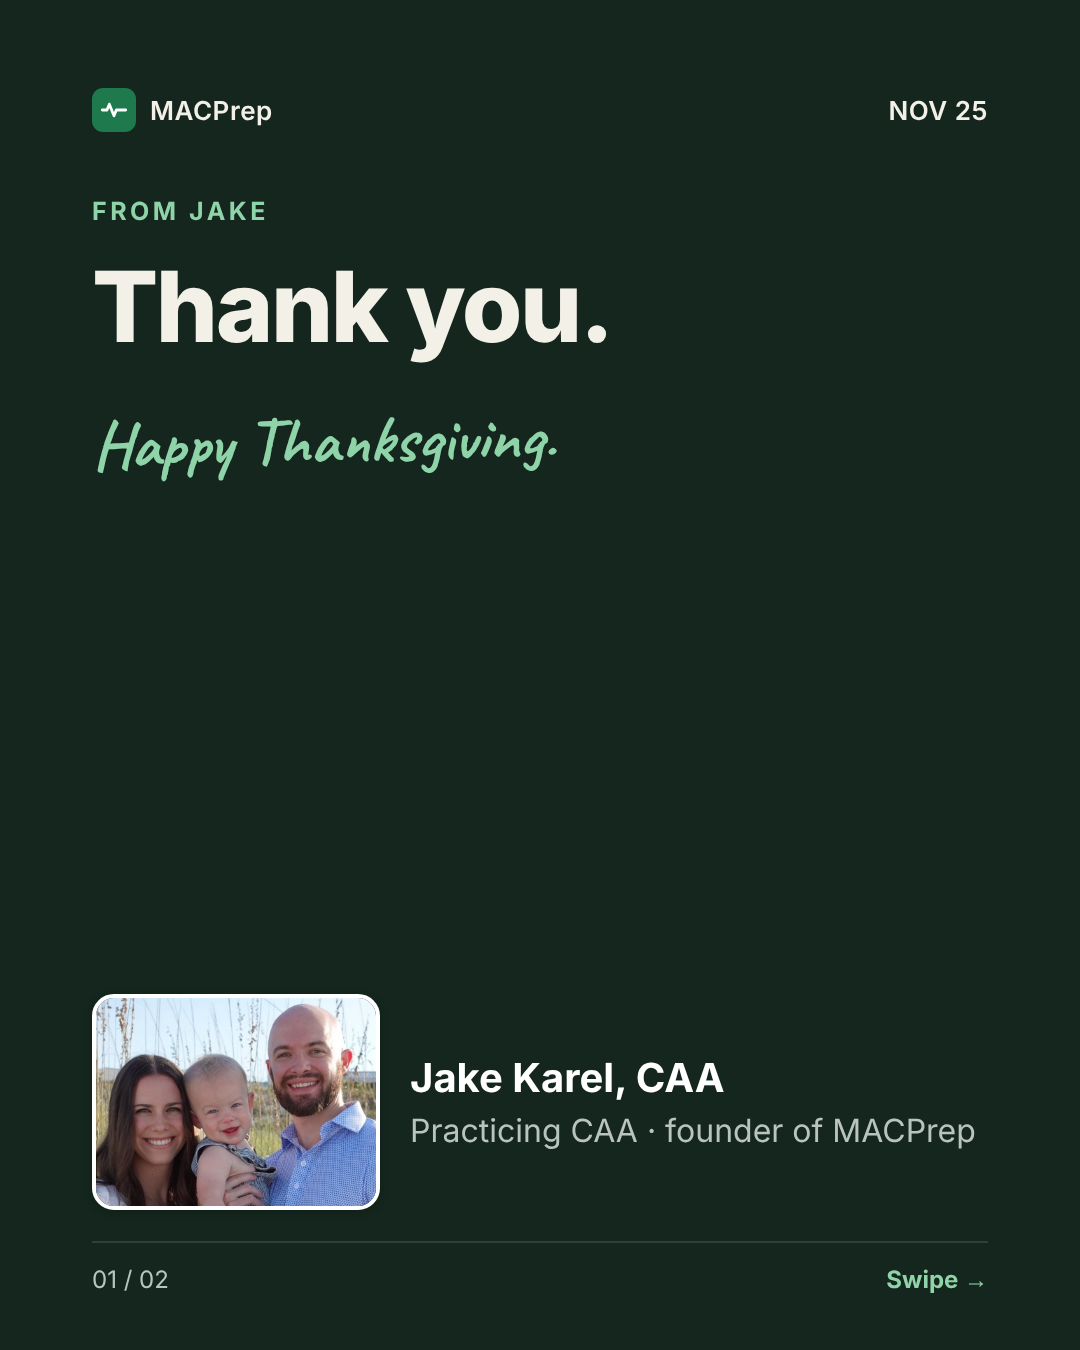 MACPrep
NOV 25
FROM JAKE
Thank you.
Happy Thanksgiving.
Jake Karel, CAA
Practicing CAA · founder of MACPrep
01 / 02
Swipe →